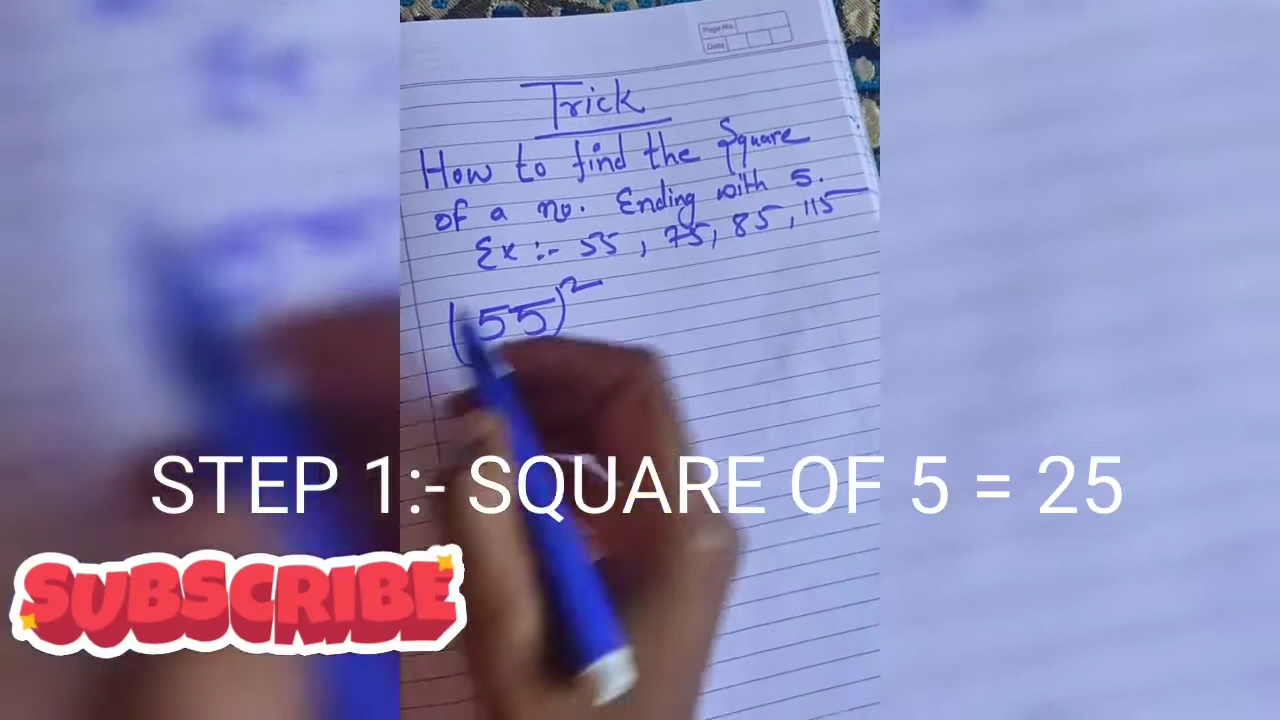 Page No.
Date
Trick
How to find the Square
of a no. Ending with 5.
Ex :- 55, 75, 85, 115
(55)²
STEP 1:- SQUARE OF 5 = 25
SUBSCRIBE